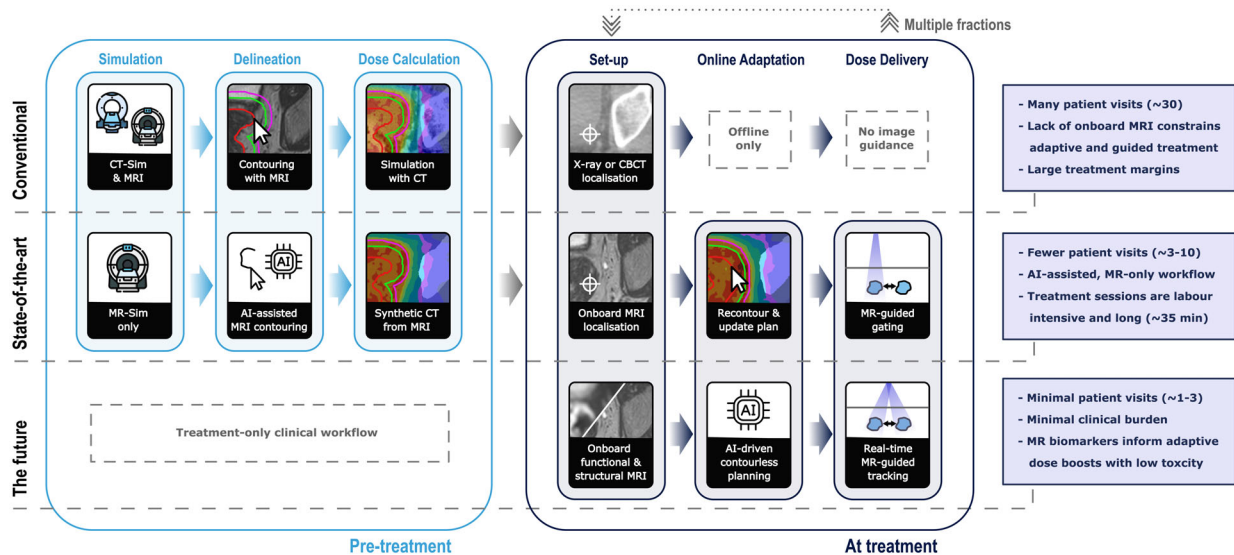 Multiple fractions
Simulation
Delineation
Dose Calculation
Set-up
Online Adaptation
Dose Delivery
Conventional
CT-Sim
& MRI
Contouring
with MRI
Simulation
with CT
X-ray or CBCT
localisation
Offline
only
No image
guidance
- Many patient visits (~30)
- Lack of onboard MRI constrains
adaptive and guided treatment
- Large treatment margins
State-of-the-art
MR-Sim
only
AI
AI-assisted
MRI contouring
Synthetic CT
from MRI
Onboard MRI
localisation
Recontour &
update plan
MR-guided
gating
- Fewer patient visits (~3-10)
- AI-assisted, MR-only workflow
- Treatment sessions are labour
intensive and long (~35 min)
The future
Treatment-only clinical workflow
Onboard
functional &
structural MRI
AI
AI-driven
contourless
planning
Real-time
MR-guided
tracking
- Minimal patient visits (~1-3)
- Minimal clinical burden
- MR biomarkers inform adaptive
dose boosts with low toxcity
Pre-treatment
At treatment